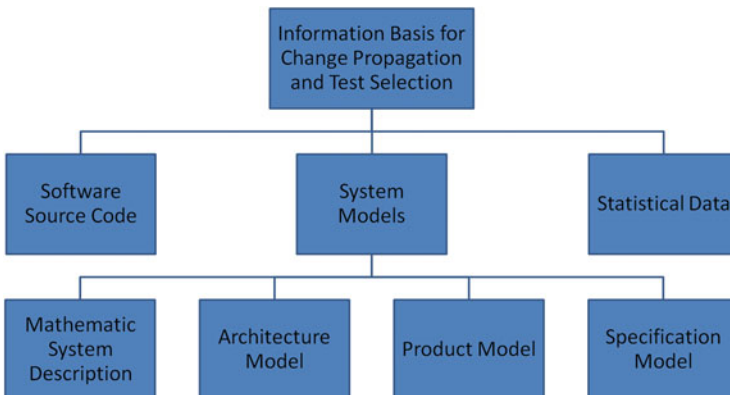 Information Basis for
Change Propagation
and Test Selection
Software
Source Code
System
Models
Statistical Data
Mathematic
System
Description
Architecture
Model
Product Model
Specification
Model